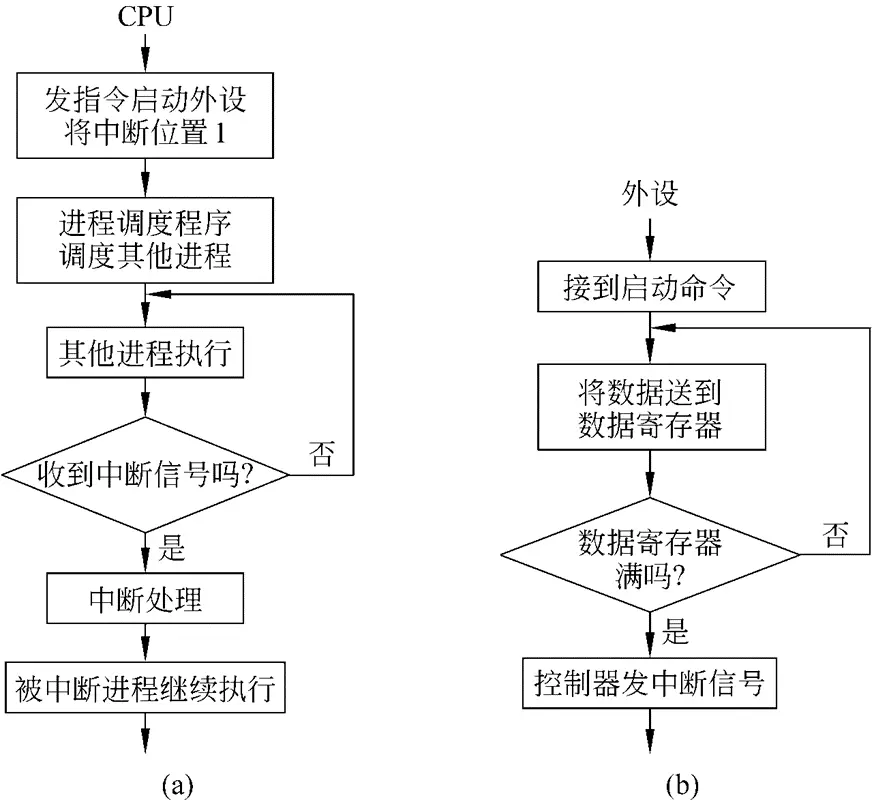 CPU
发指令启动外设
将中断位置1
进程调度程序
调度其他进程
其他进程执行
收到中断信号吗?
否
是
中断处理
被中断进程继续执行
(a)
外设
接到启动命令
将数据送到
数据寄存器
数据寄存器
满吗?
否
是
控制器发中断信号
(b)